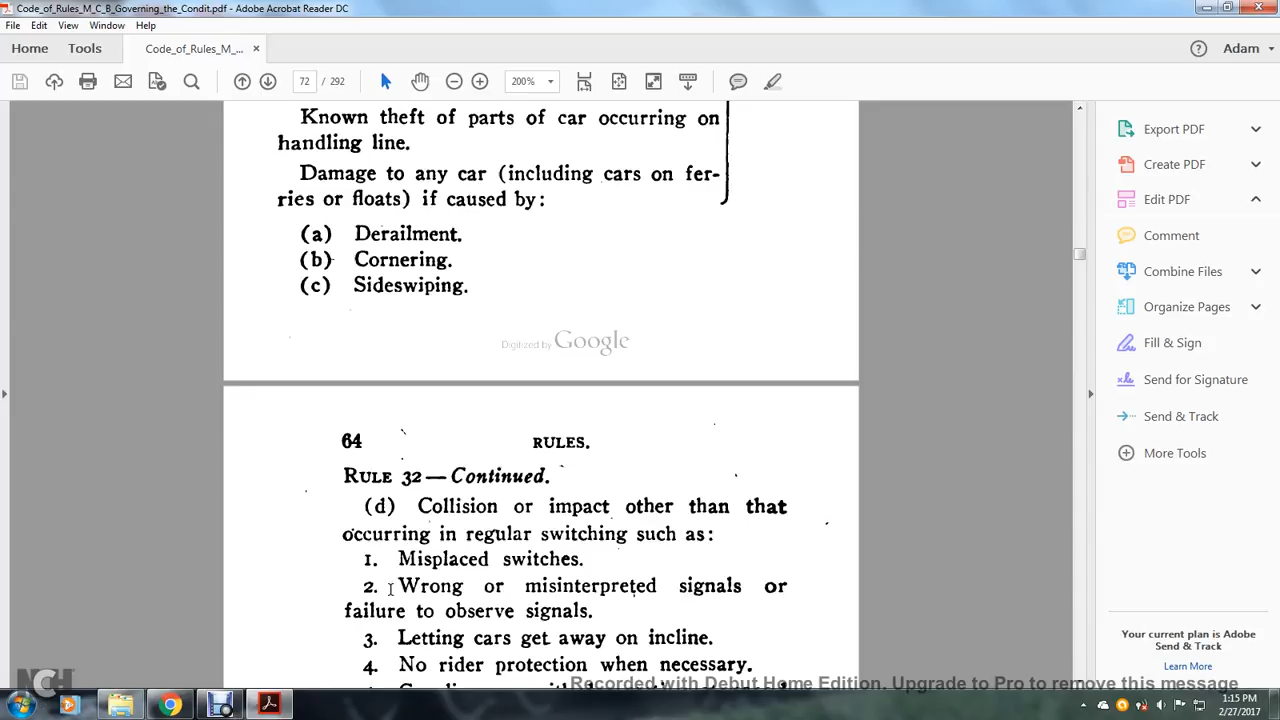 Code_of_Rules_M_C_B_Governing_the_Condit.pdf - Adobe Acrobat Reader DC
File Edit View Window Help
Home Tools Code_of_Rules_M_... × Adam
72 / 292 200%
Known theft of parts of car occurring on
handling line.
Damage to any car (including cars on fer-
ries or floats) if caused by:
(a) Derailment.
(b) Cornering.
(c) Sideswiping.
Digitized by Google
64 RULES.
RULE 32 — Continued.
(d) Collision or impact other than that
occurring in regular switching such as:
1. Misplaced switches.
2. Wrong or misinterpreted signals or
failure to observe signals.
3. Letting cars get away on incline.
4. No rider protection when necessary.
Export PDF
Create PDF
Edit PDF
Comment
Combine Files
Organize Pages
Fill & Sign
Send for Signature
Send & Track
More Tools
Your current plan is Adobe
Send & Track
Learn More
NCH
Recorded with Debut Home Edition. Upgrade to Pro to remove this message
1:15 PM
2/27/2017